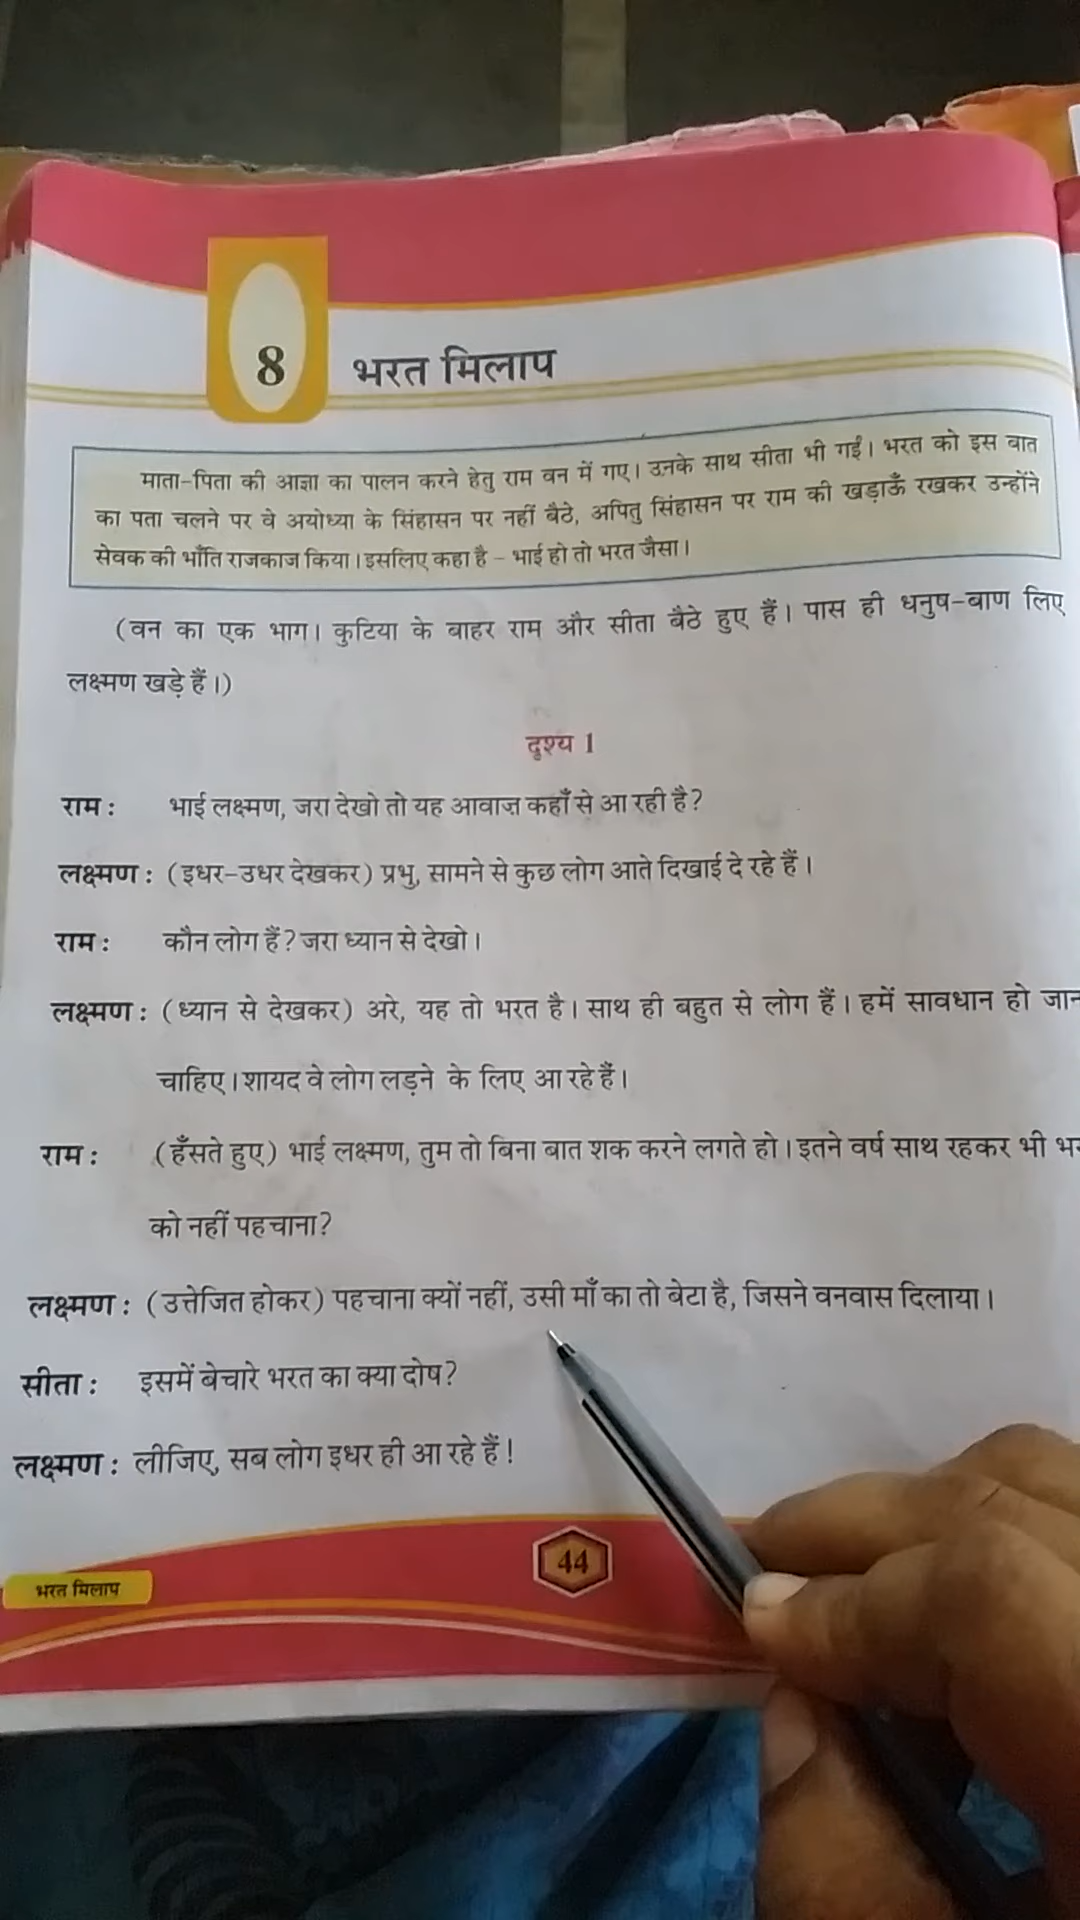 8 भरत मिलाप
माता-पिता की आज्ञा का पालन करने हेतु राम वन में गए। उनके साथ सीता भी गईं। भरत को इस बात
का पता चलने पर वे अयोध्या के सिंहासन पर नहीं बैठे, अपितु सिंहासन पर राम की खड़ाऊँ रखकर उन्होंने
सेवक की भाँति राजकाज किया। इसलिए कहा है – भाई हो तो भरत जैसा।
(वन का एक भाग। कुटिया के बाहर राम और सीता बैठे हुए हैं। पास ही धनुष-बाण लिए
लक्ष्मण खड़े हैं।)
दृश्य 1
राम : भाई लक्ष्मण, जरा देखो तो यह आवाज़ कहाँ से आ रही है?
लक्ष्मण : (इधर-उधर देखकर) प्रभु, सामने से कुछ लोग आते दिखाई दे रहे हैं।
राम : कौन लोग हैं? जरा ध्यान से देखो।
लक्ष्मण : (ध्यान से देखकर) अरे, यह तो भरत है। साथ ही बहुत से लोग हैं। हमें सावधान हो
चाहिए। शायद वे लोग लड़ने के लिए आ रहे हैं।
राम : (हँसते हुए) भाई लक्ष्मण, तुम तो बिना बात शक करने लगते हो। इतने वर्ष साथ रहकर भी
को नहीं पहचाना?
लक्ष्मण : (उत्तेजित होकर) पहचाना क्यों नहीं, उसी माँ का तो बेटा है, जिसने वनवास दिलाया।
सीता : इसमें बेचारे भरत का क्या दोष?
लक्ष्मण : लीजिए, सब लोग इधर ही आ रहे हैं!
44
भरत मिलाप